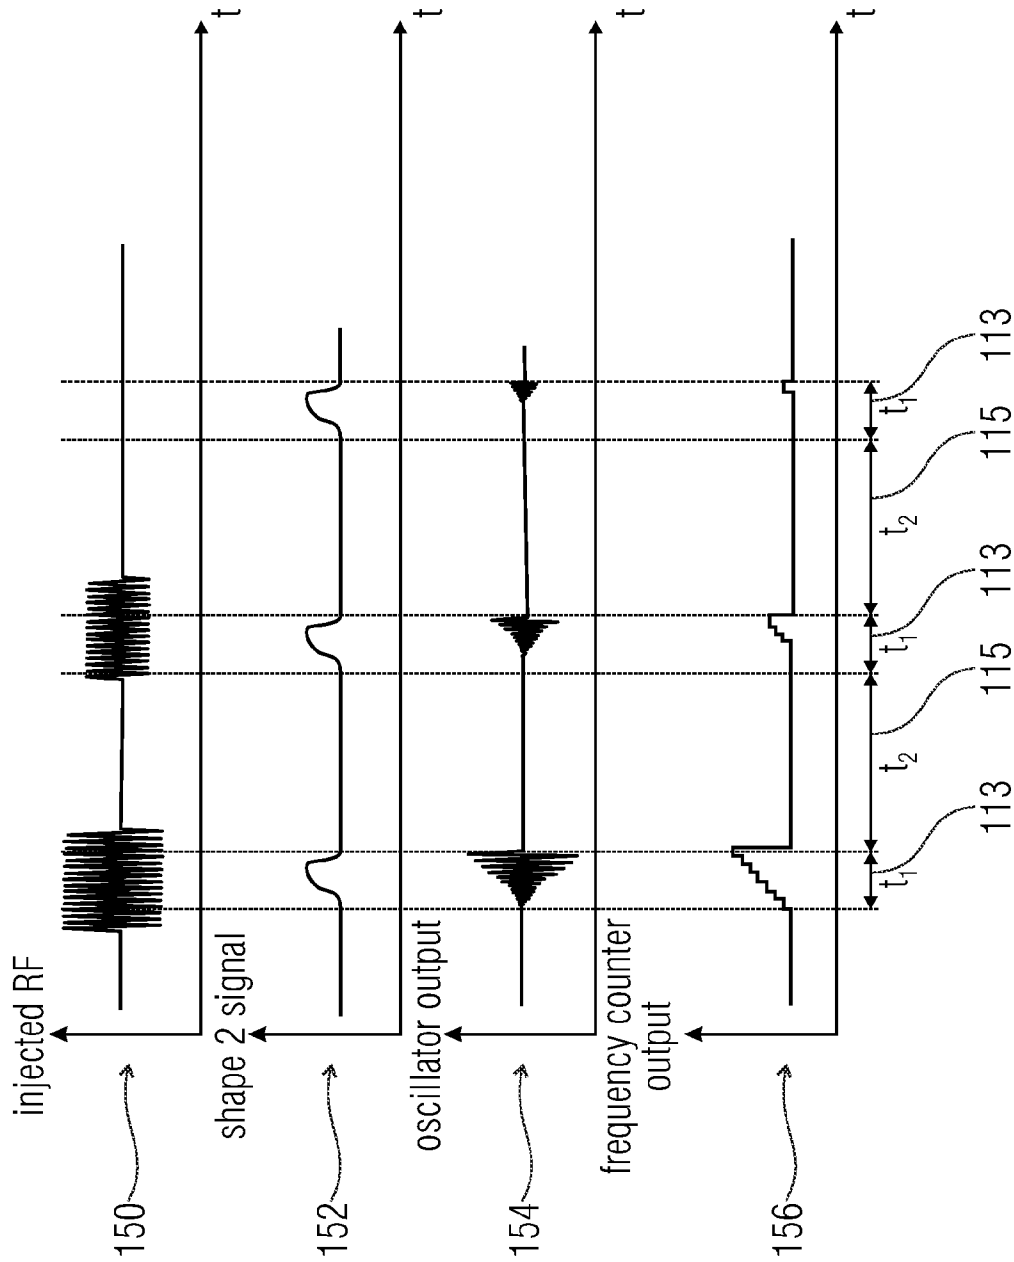 injected RF
t
150
shape 2 signal
t
152
oscillator output
t
154
frequency counter
output
t
156
t1
t2
t1
t2
t1
113
115
113
115
113